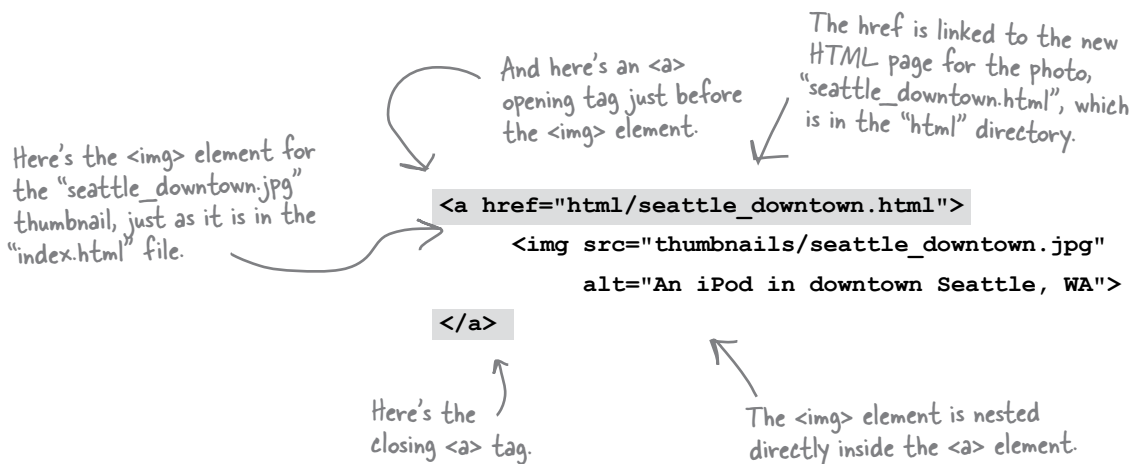 And here's an <a>
opening tag just before
the <img> element.
The href is linked to the new
HTML page for the photo,
“seattle_downtown.html”, which
is in the “html” directory.
Here's the <img> element for
the “seattle_downtown.jpg”
thumbnail, just as it is in the
“index.html” file.
<a href="html/seattle_downtown.html">
<img src="thumbnails/seattle_downtown.jpg"
alt="An iPod in downtown Seattle, WA">
</a>
Here's the
closing <a> tag.
The <img> element is nested
directly inside the <a> element.